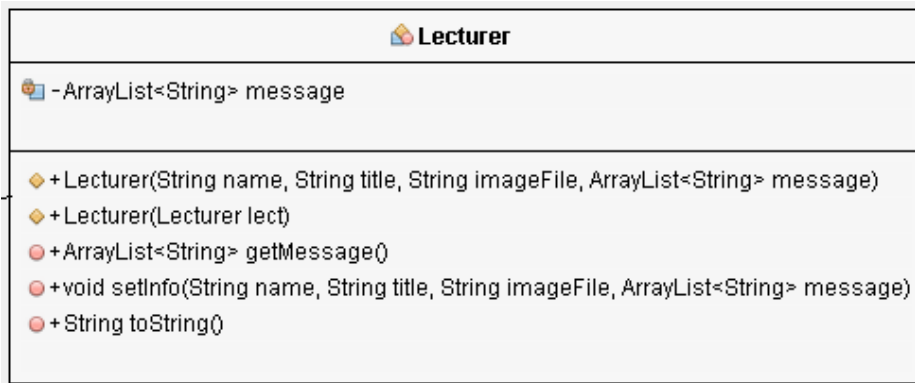 Lecturer
-ArrayList<String> message
+Lecturer(String name, String title, String imageFile, ArrayList<String> message)
+Lecturer(Lecturer lect)
+ArrayList<String> getMessage()
+void setInfo(String name, String title, String imageFile, ArrayList<String> message)
+String toString()